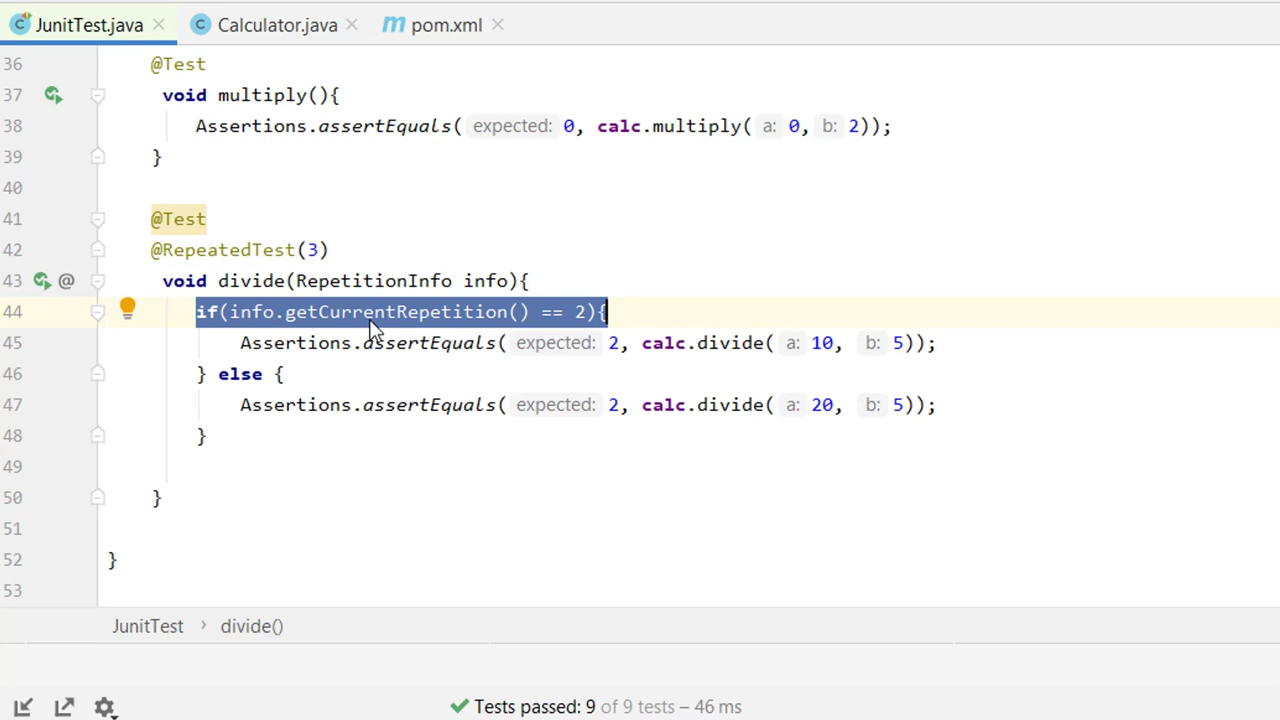 JunitTest.java Calculator.java pom.xml
36 @Test
37 void multiply(){
38 Assertions.assertEquals( expected: 0, calc.multiply( a: 0, b: 2));
39 }
40
41 @Test
42 @RepeatedTest(3)
43 @ void divide(RepetitionInfo info){
44 if(info.getCurrentRepetition() == 2){
45 Assertions.assertEquals( expected: 2, calc.divide( a: 10, b: 5));
46 } else {
47 Assertions.assertEquals( expected: 2, calc.divide( a: 20, b: 5));
48 }
49
50 }
51
52 }
53
JunitTest › divide()
Tests passed: 9 of 9 tests – 46 ms